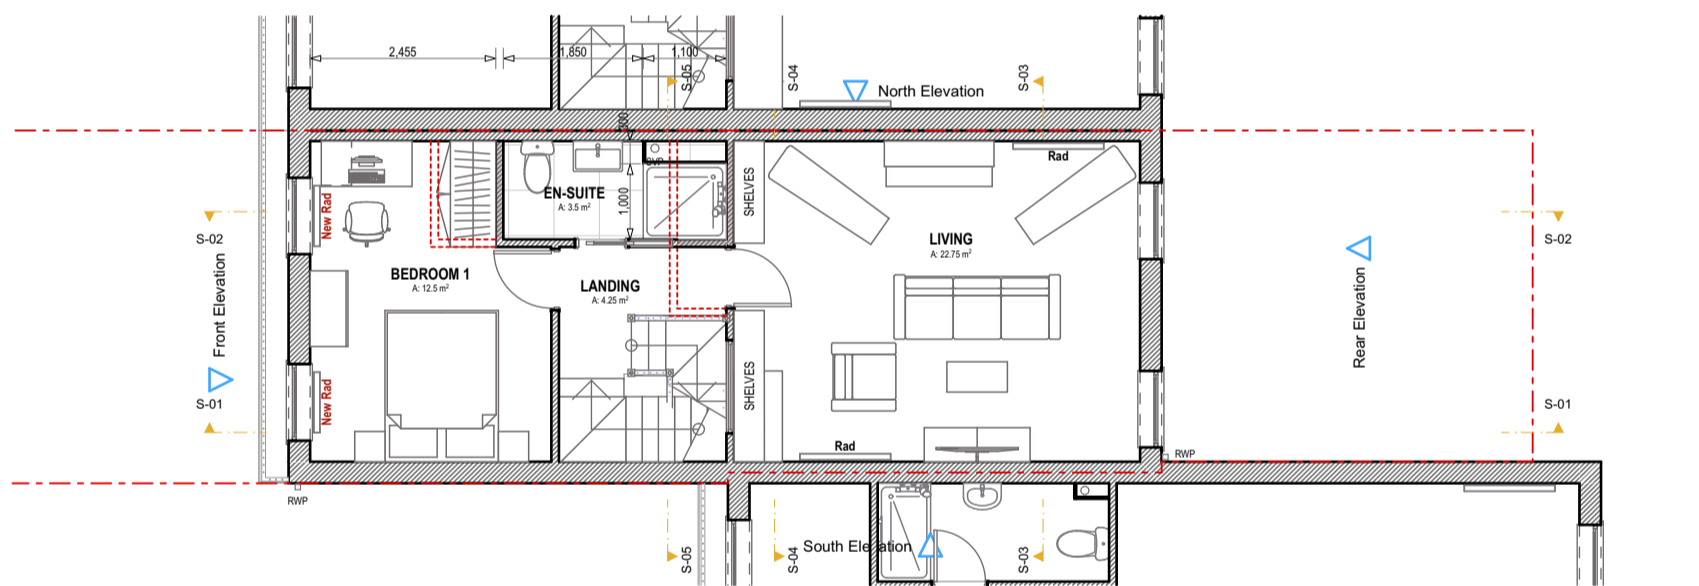 2,455
1,850
1,100
S-05
S-04
S-03
North Elevation
300
SVP
Rad
New Rad
EN-SUITE
A: 3.5 m²
1,000
SHELVES
LIVING
A: 22.75 m²
S-02
S-02
Front Elevation
Rear Elevation
BEDROOM 1
A: 12.5 m²
LANDING
A: 4.25 m²
New Rad
SHELVES
S-01
S-01
Rad
RWP
RWP
South Elevation
S-05
S-04
S-03